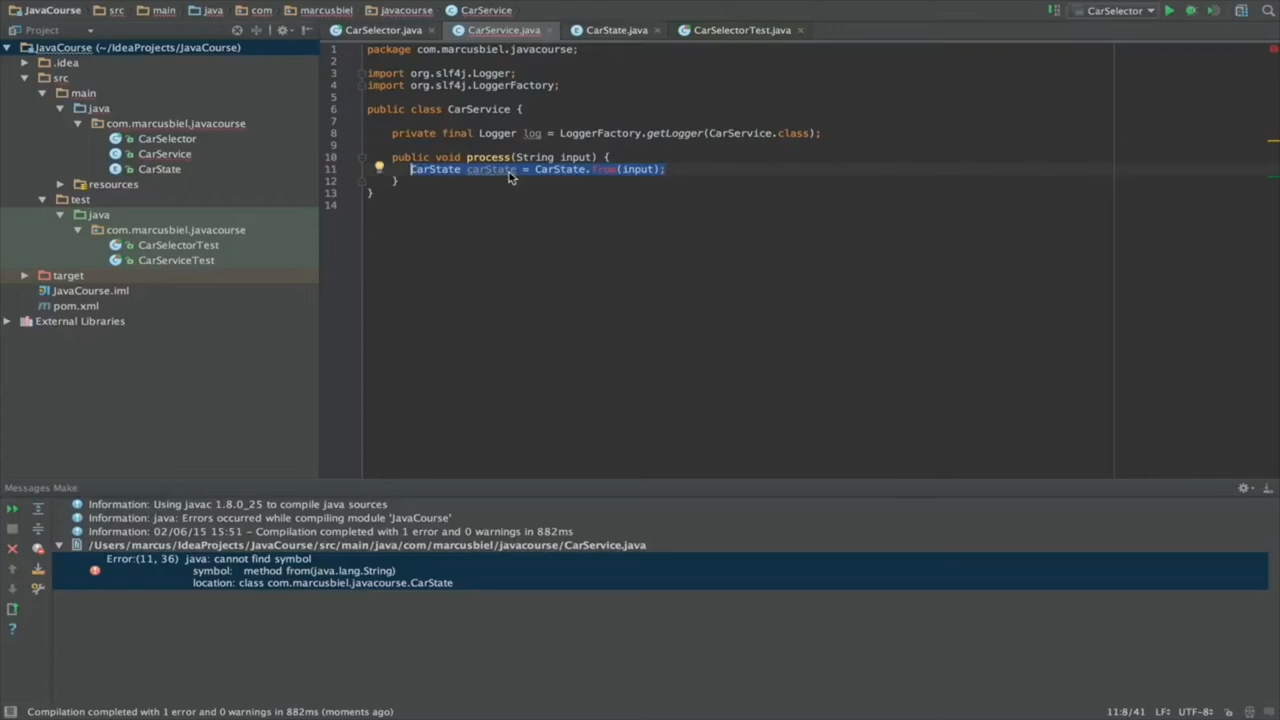 JavaCourse src main java com marcusbiel javacourse CarService CarSelector
Project
CarSelector.java CarService.java CarState.java CarSelectorTest.java
JavaCourse (~/IdeaProjects/JavaCourse)
.idea
src
main
java
com.marcusbiel.javacourse
CarSelector
CarService
CarState
resources
test
java
com.marcusbiel.javacourse
CarSelectorTest
CarServiceTest
target
JavaCourse.iml
pom.xml
External Libraries
1 package com.marcusbiel.javacourse;
2
3 import org.slf4j.Logger;
4 import org.slf4j.LoggerFactory;
5
6 public class CarService {
7
8 private final Logger log = LoggerFactory.getLogger(CarService.class);
9
10 public void process(String input) {
11 CarState carState = CarState.from(input);
12 }
13 }
14
Messages Make
Information: Using javac 1.8.0_25 to compile java sources
Information: java: Errors occurred while compiling module 'JavaCourse'
Information: 02/06/15 15:51 - Compilation completed with 1 error and 0 warnings in 882ms
/Users/marcus/IdeaProjects/JavaCourse/src/main/java/com/marcusbiel/javacourse/CarService.java
Error:(11, 36) java: cannot find symbol
symbol: method from(java.lang.String)
location: class com.marcusbiel.javacourse.CarState
Compilation completed with 1 error and 0 warnings in 882ms (moments ago) 11:8/41 LF÷ UTF-8÷